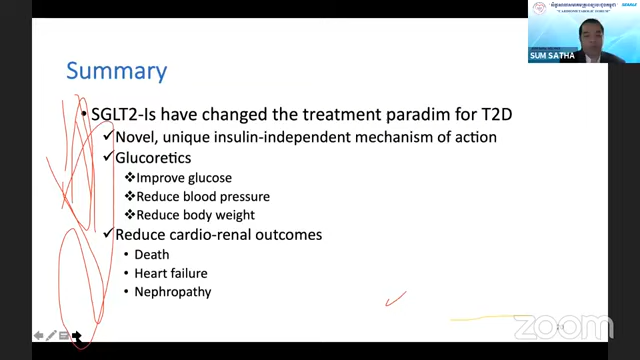 Summary
SGLT2-Is have changed the treatment paradim for T2D
Novel, unique insulin-independent mechanism of action
Glucoretics
Improve glucose
Reduce blood pressure
Reduce body weight
Reduce cardio-renal outcomes
Death
Heart failure
Nephropathy
SUM SATHA
zoom